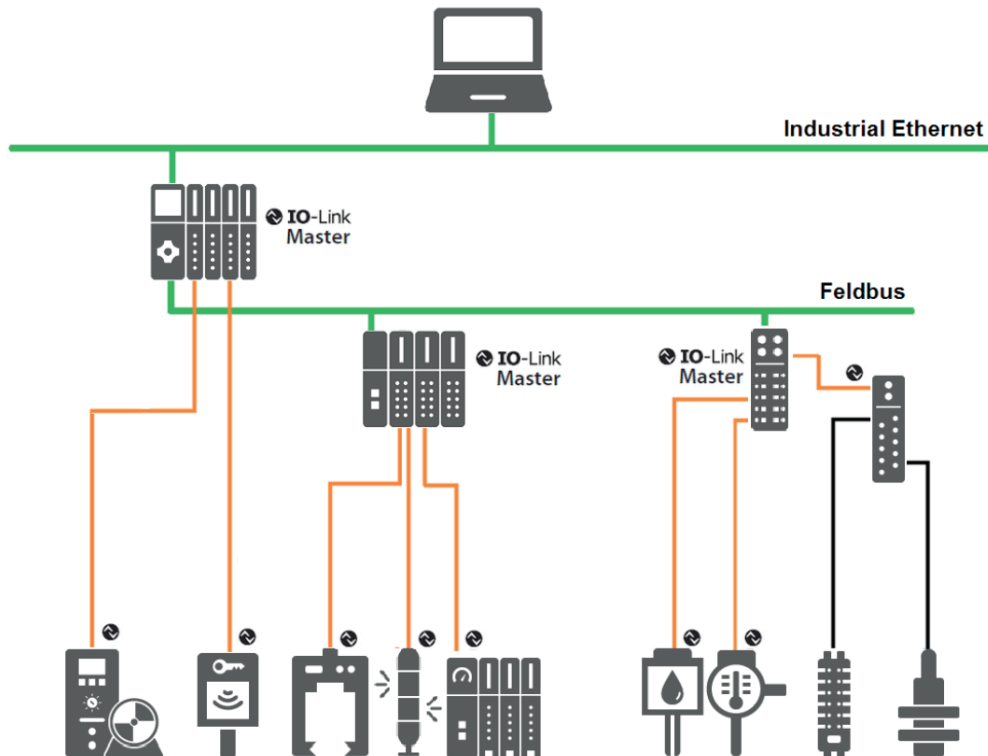 Industrial Ethernet
IO-Link
Master
Feldbus
IO-Link
Master
IO-Link
Master